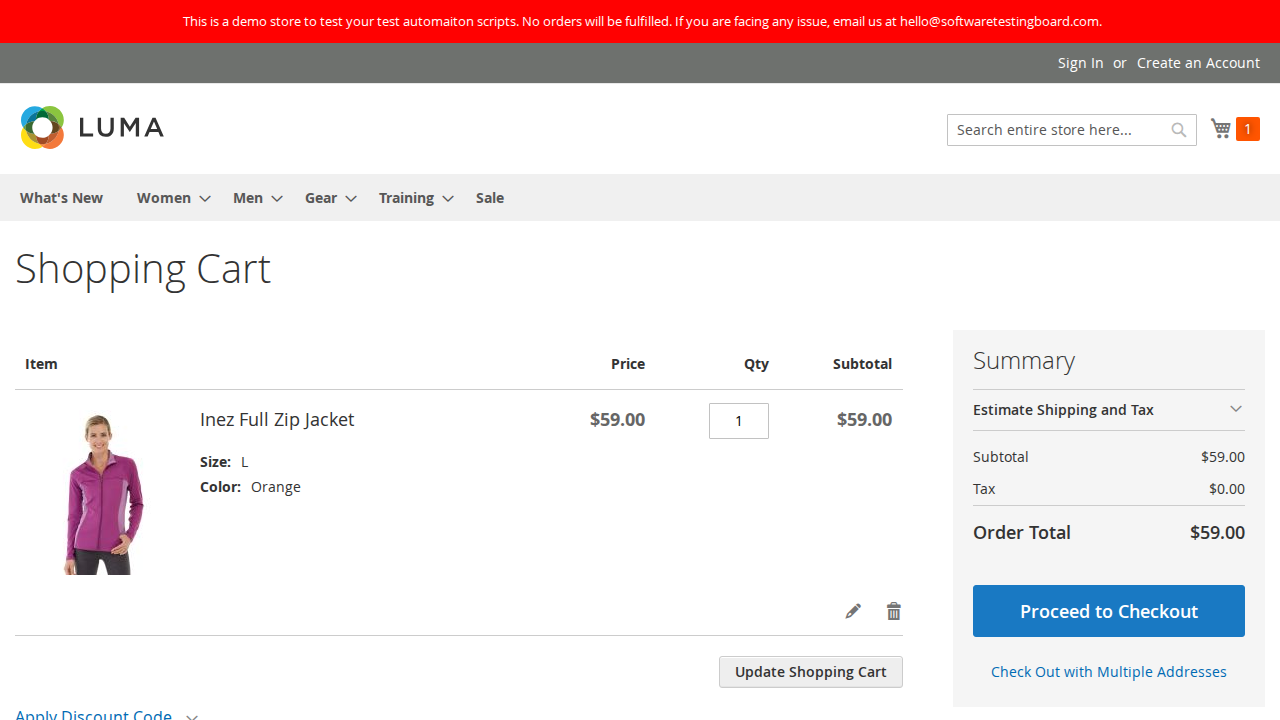 This is a demo store to test your test automaiton scripts. No orders will be fulfilled. If you are facing any issue, email us at hello@softwaretestingboard.com.
Sign In or Create an Account
LUMA
Search entire store here...
1
What's New Women Men Gear Training Sale
Shopping Cart
Item Price Qty Subtotal
Inez Full Zip Jacket $59.00 1 $59.00
Size: L
Color: Orange
Update Shopping Cart
Apply Discount Code
Summary
Estimate Shipping and Tax
Subtotal $59.00
Tax $0.00
Order Total $59.00
Proceed to Checkout
Check Out with Multiple Addresses